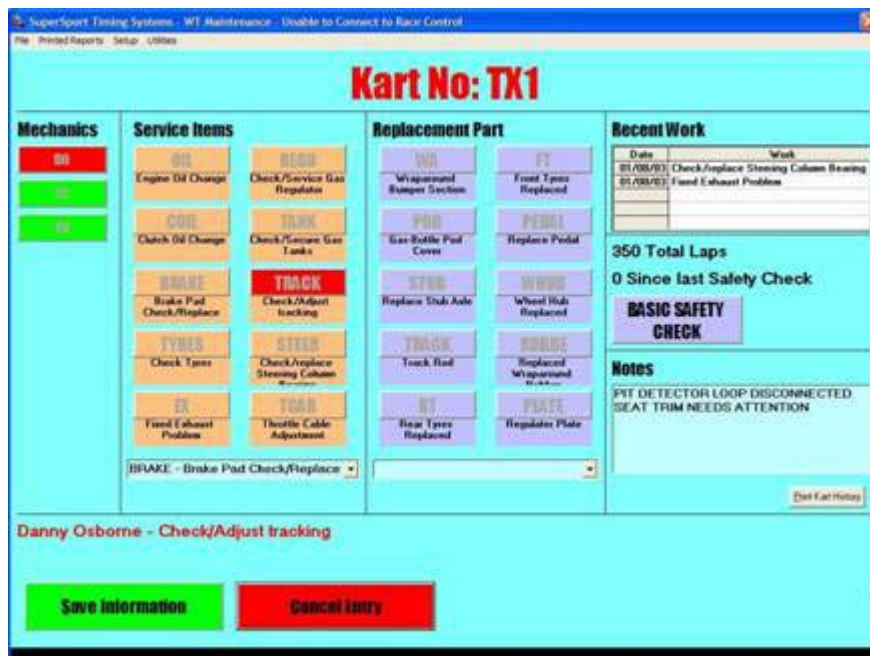 SuperSport Timing Systems - WT Maintenance - Unable to Connect to Race Control
File Printed Reports Setup Utilities
Kart No: TX1
Mechanics
DO
Service Items
OIL
Engine Oil Change
REGU
Check/Service Gas
Regulator
COIL
Clutch Oil Change
TANK
Check/Secure Gas
Tanks
BRAKE
Brake Pad
Check/Replace
TRACK
Check/Adjust
tracking
TYRES
Check Tyres
STEER
Check/replace
Steering Column
Bearing
EX
Fixed Exhaust
Problem
TCAB
Throttle Cable
Adjustment
BRAKE - Brake Pad Check/Replace
Replacement Part
WA
Wraparound
Bumper Section
FT
Front Tyres
Replaced
POD
Gas-Bottle Pod
Cover
PEDAL
Replace Pedal
STUB
Replace Stub Axle
WHUB
Wheel Hub
Replaced
TRACK
Track Rod
Replaced
Wraparound
RT
Rear Tyres
Replaced
PLATE
Regulator Plate
Recent Work
Date Work
01/08/03 Check/replace Steering Column Bearing
01/08/03 Fixed Exhaust Problem
350 Total Laps
0 Since last Safety Check
BASIC SAFETY
CHECK
Notes
PIT DETECTOR LOOP DISCONNECTED
SEAT TRIM NEEDS ATTENTION
Print Kart History
Danny Osborne - Check/Adjust tracking
Save Information
Cancel Entry